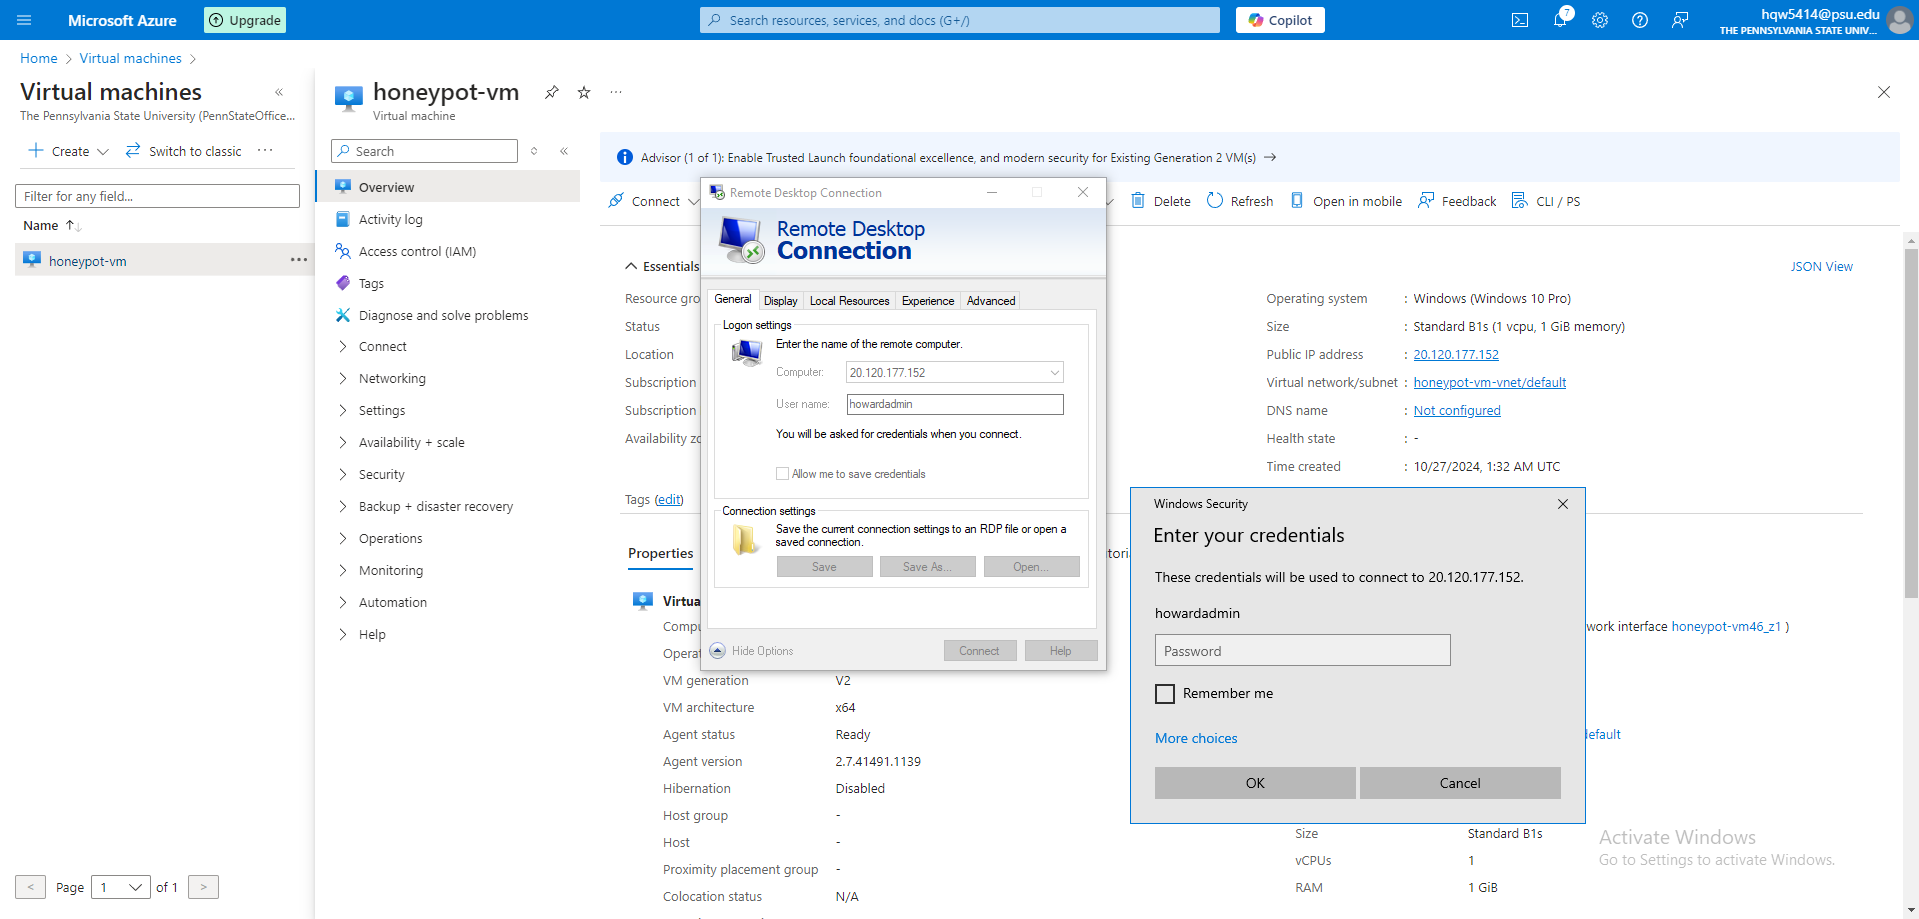 Microsoft Azure
Upgrade
Search resources, services, and docs (G+/)
Copilot
7
hqw5414@psu.edu
THE PENNSYLVANIA STATE UNIV...
Home > Virtual machines >
Virtual machines
The Pennsylvania State University (PennStateOffice...
+ Create
Switch to classic
...
Filter for any field...
Name
honeypot-vm
...
< Page 1 of 1 >
honeypot-vm
...
Virtual machine
Search
Overview
Activity log
Access control (IAM)
Tags
Diagnose and solve problems
Connect
Networking
Settings
Availability + scale
Security
Backup + disaster recovery
Operations
Monitoring
Automation
Help
Advisor (1 of 1): Enable Trusted Launch foundational excellence, and modern security for Existing Generation 2 VM(s) →
Connect
Delete
Refresh
Open in mobile
Feedback
CLI / PS
Essentials
JSON View
Resource gro
Status
Location
Subscription
Subscription
Availability zo
Operating system : Windows (Windows 10 Pro)
Size : Standard B1s (1 vcpu, 1 GiB memory)
Public IP address : 20.120.177.152
Virtual network/subnet : honeypot-vm-vnet/default
DNS name : Not configured
Health state : -
Time created : 10/27/2024, 1:32 AM UTC
Tags (edit)
Properties
toria
Virtua
Compu
Opera
VM generation V2
VM architecture x64
Agent status Ready
Agent version 2.7.41491.1139
Hibernation Disabled
Host group -
Host -
Proximity placement group -
Colocation status N/A
work interface honeypot-vm46_z1 )
default
Size Standard B1s
vCPUs 1
RAM 1 GiB
Remote Desktop Connection
Remote Desktop
Connection
General
Display
Local Resources
Experience
Advanced
Logon settings
Enter the name of the remote computer.
Computer: 20.120.177.152
User name: howardadmin
You will be asked for credentials when you connect.
Allow me to save credentials
Connection settings
Save the current connection settings to an RDP file or open a
saved connection.
Save
Save As...
Open...
Hide Options
Connect
Help
Windows Security
Enter your credentials
These credentials will be used to connect to 20.120.177.152.
howardadmin
Password
Remember me
More choices
OK
Cancel
Activate Windows
Go to Settings to activate Windows.